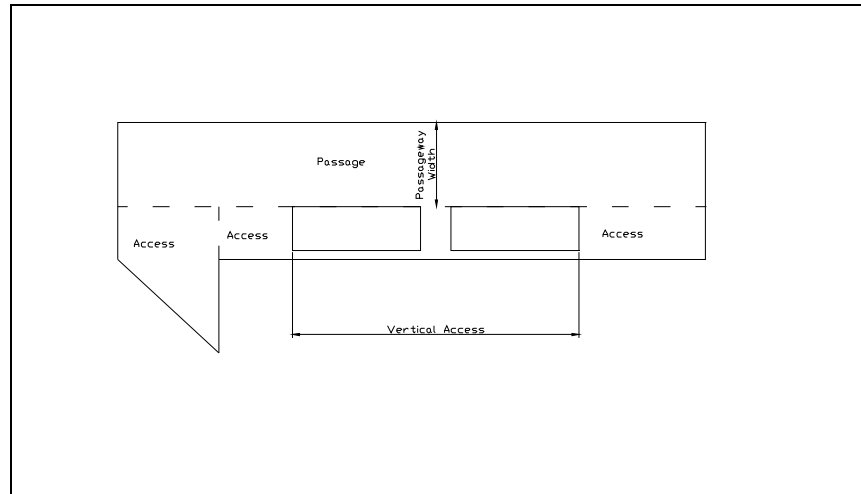 Passage
Passageway
Width
Access
Access
Access
Vertical Access